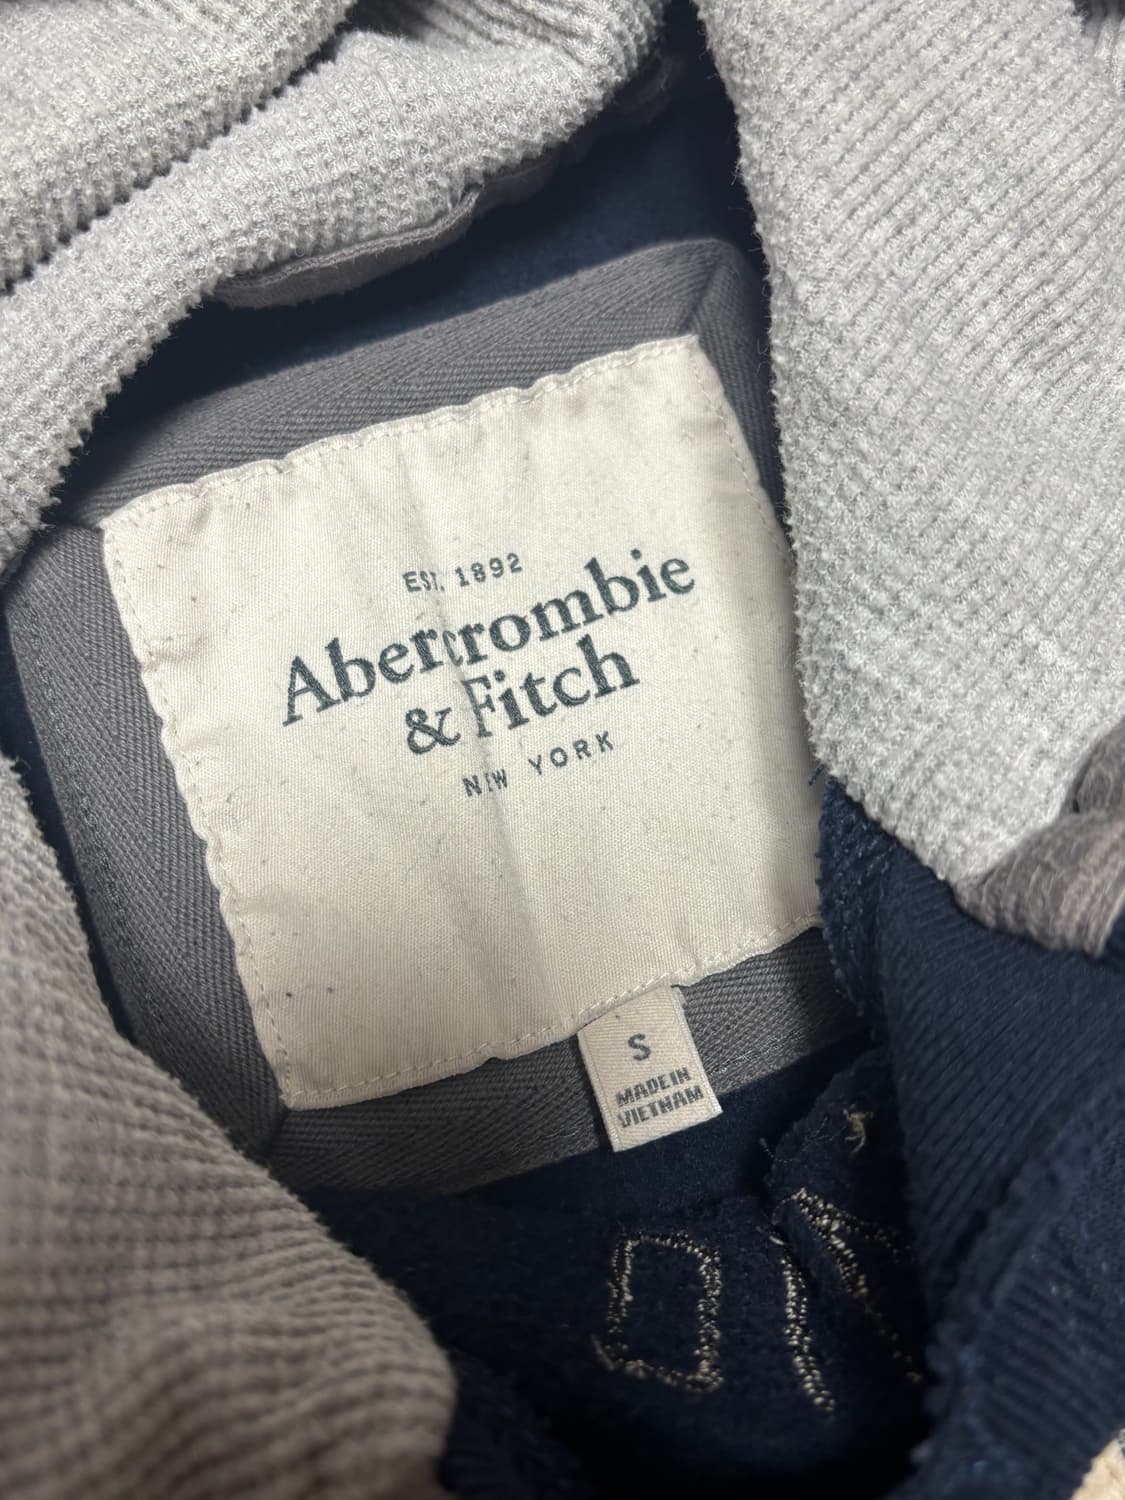 EST. 1892
Abercrombie
& Fitch
NEW YORK
S
MADE IN
VIETNAM